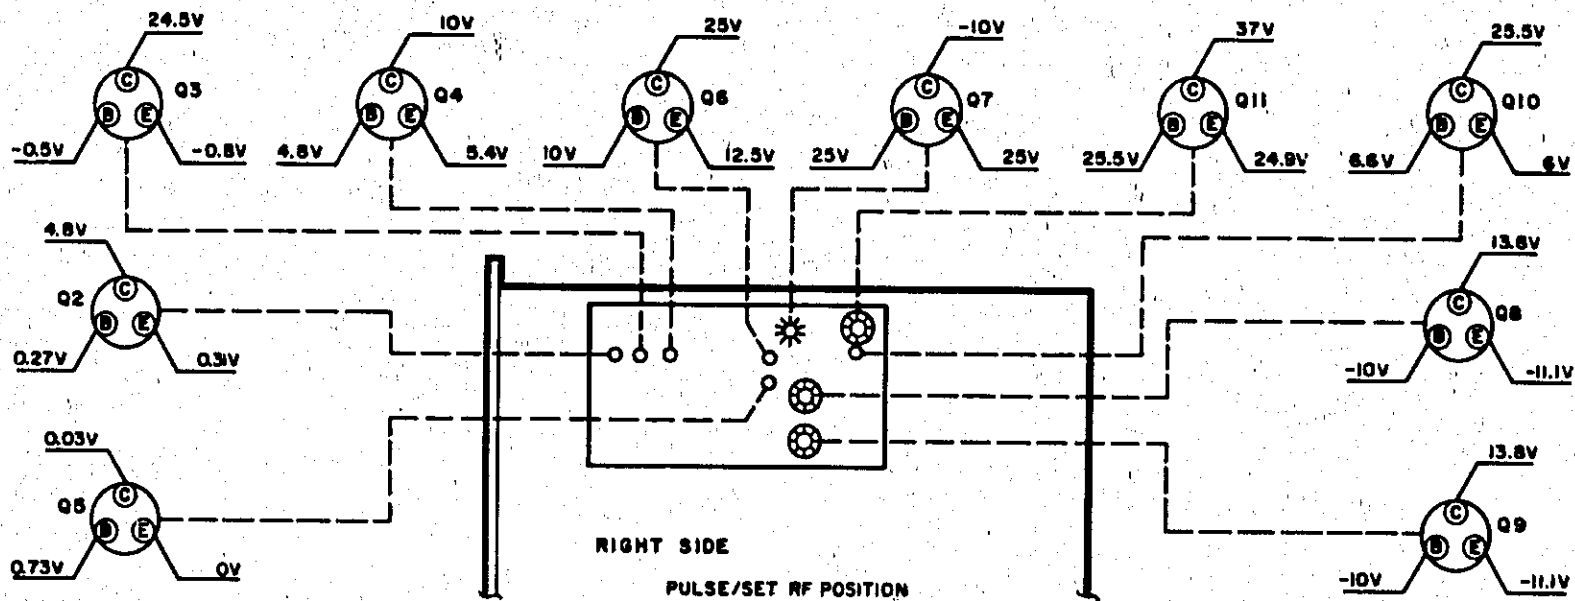 24.5V
C
Q3
B
E
-0.5V
-0.8V
10V
C
Q4
B
E
4.8V
5.4V
25V
C
Q6
B
E
10V
12.5V
-10V
C
Q7
B
E
25V
25V
37V
C
Q11
B
E
25.5V
24.9V
25.5V
C
Q10
B
E
6.6V
6V
4.8V
C
Q2
B
E
0.27V
0.31V
13.8V
C
Q8
B
E
-10V
-11.1V
0.03V
C
Q5
B
E
0.73V
0V
13.8V
C
Q9
B
E
-10V
-11.1V
RIGHT SIDE
PULSE/SET RF POSITION